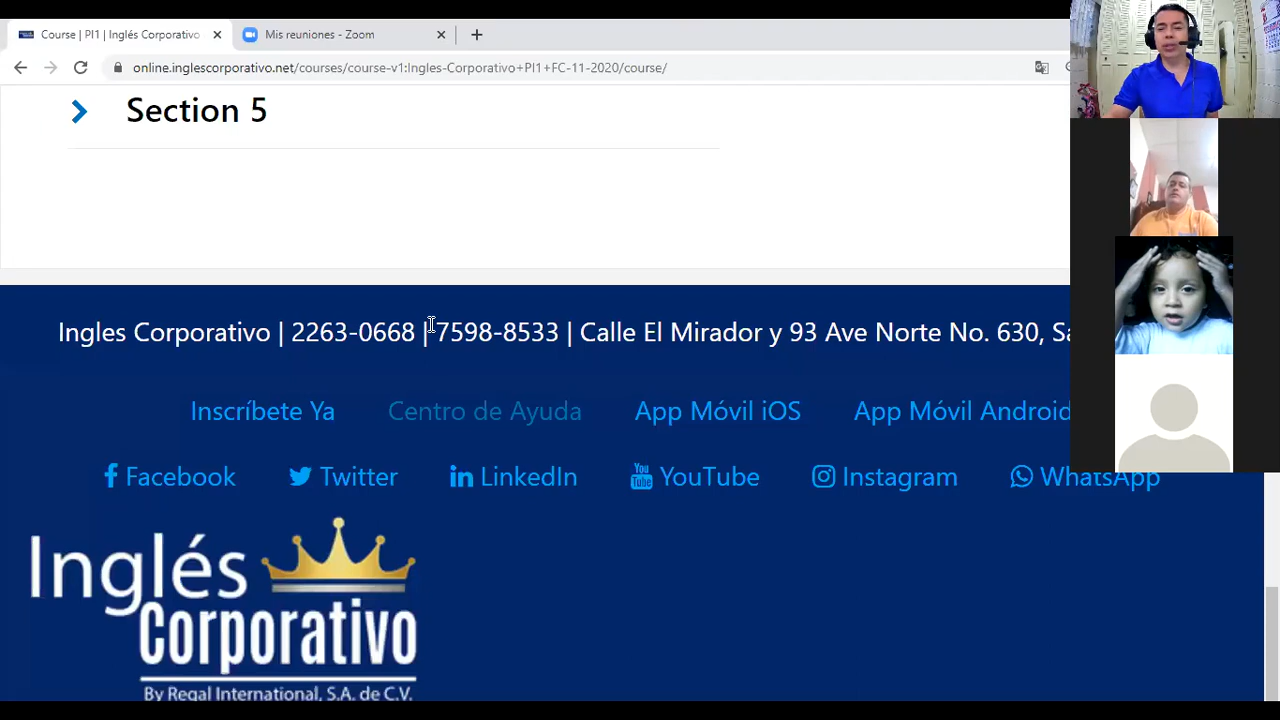 Course | PI1 | Inglés Corporativo
Mis reuniones - Zoom
online.inglescorporativo.net/courses/course-v1:Ingles-Corporativo+PI1+FC-11-2020/course/
Section 5
Ingles Corporativo | 2263-0668 | 7598-8533 | Calle El Mirador y 93 Ave Norte No. 630, Sa
Inscríbete Ya Centro de Ayuda App Móvil iOS App Móvil Android
Facebook Twitter LinkedIn YouTube Instagram WhatsApp
Inglés
Corporativo
By Regal International, S.A. de C.V.